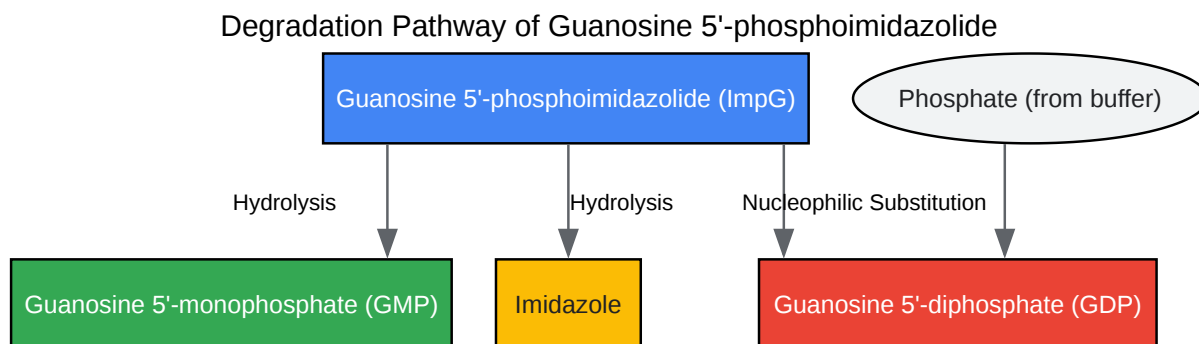 Degradation Pathway of Guanosine 5'-phosphoimidazolide
Guanosine 5'-phosphoimidazolide (ImpG)
Phosphate (from buffer)
Hydrolysis
Hydrolysis
Nucleophilic Substitution
Guanosine 5'-monophosphate (GMP)
Imidazole
Guanosine 5'-diphosphate (GDP)